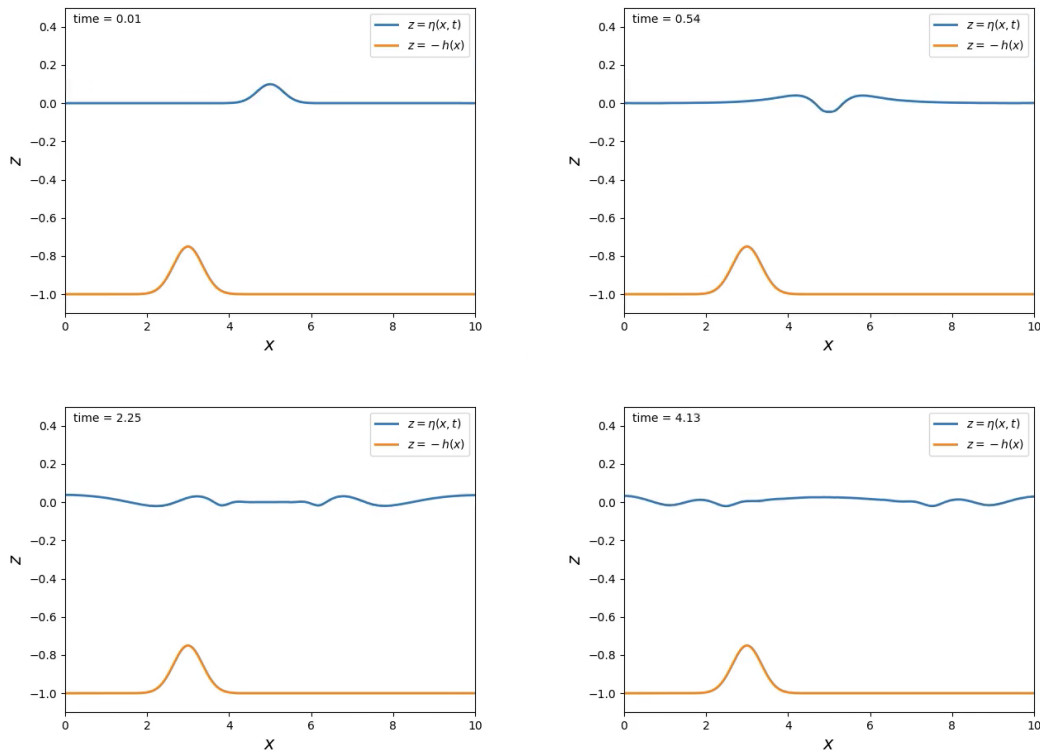 time = 0.01
z = η(x, t)
z = −h(x)
0.4
0.2
0.0
−0.2
−0.4
−0.6
−0.8
−1.0
z
0 2 4 6 8 10
x
time = 0.54
z = η(x, t)
z = −h(x)
0.4
0.2
0.0
−0.2
−0.4
−0.6
−0.8
−1.0
z
0 2 4 6 8 10
x
time = 2.25
z = η(x, t)
z = −h(x)
0.4
0.2
0.0
−0.2
−0.4
−0.6
−0.8
−1.0
z
0 2 4 6 8 10
x
time = 4.13
z = η(x, t)
z = −h(x)
0.4
0.2
0.0
−0.2
−0.4
−0.6
−0.8
−1.0
z
0 2 4 6 8 10
x